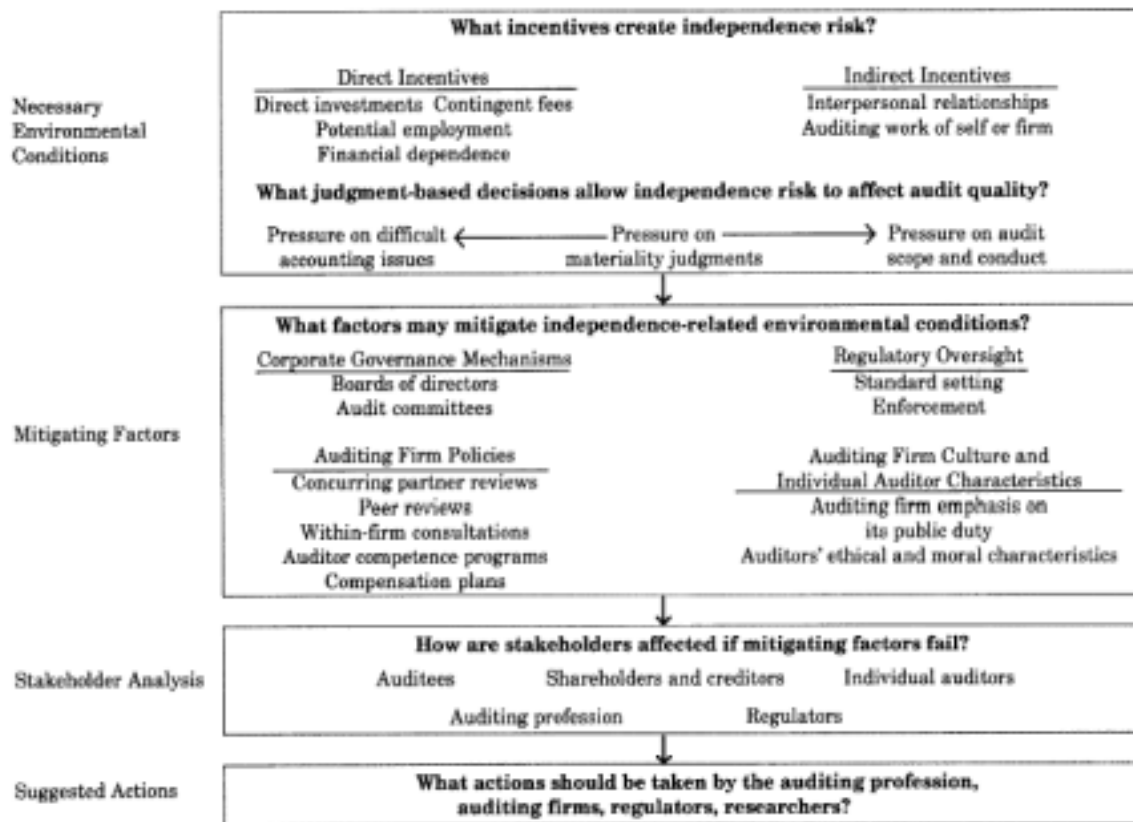 What incentives create independence risk?
Direct Incentives
Indirect Incentives
Necessary
Environmental
Conditions
Direct investments Contingent fees
Potential employment
Financial dependence
Interpersonal relationships
Auditing work of self or firm
What judgment-based decisions allow independence risk to affect audit quality?
Pressure on difficult
accounting issues
Pressure on
materiality judgments
Pressure on audit
scope and conduct
What factors may mitigate independence-related environmental conditions?
Mitigating Factors
Corporate Governance Mechanisms
Boards of directors
Audit committees
Regulatory Oversight
Standard setting
Enforcement
Auditing Firm Policies
Concurring partner reviews
Peer reviews
Within-firm consultations
Auditor competence programs
Compensation plans
Auditing Firm Culture and
Individual Auditor Characteristics
Auditing firm emphasis on
its public duty
Auditors' ethical and moral characteristics
How are stakeholders affected if mitigating factors fail?
Stakeholder Analysis
Auditees
Shareholders and creditors
Individual auditors
Auditing profession
Regulators
Suggested Actions
What actions should be taken by the auditing profession,
auditing firms, regulators, researchers?